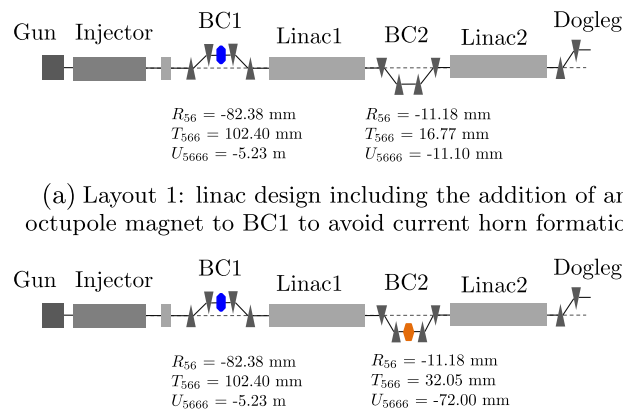 Gun Injector BC1 Linac1 BC2 Linac2 Dogleg
R56 = -82.38 mm R56 = -11.18 mm
T566 = 102.40 mm T566 = 16.77 mm
U5666 = -5.23 m U5666 = -11.10 mm
(a) Layout 1: linac design including the addition of an
octupole magnet to BC1 to avoid current horn formatio
Gun Injector BC1 Linac1 BC2 Linac2 Dogleg
R56 = -82.38 mm R56 = -11.18 mm
T566 = 102.40 mm T566 = 32.05 mm
U5666 = -5.23 m U5666 = -72.00 mm